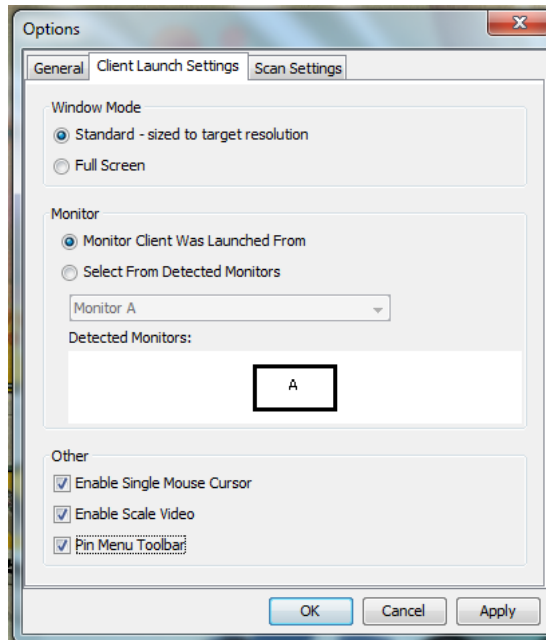 Options
General Client Launch Settings Scan Settings
Window Mode
Standard - sized to target resolution
Full Screen
Monitor
Monitor Client Was Launched From
Select From Detected Monitors
Monitor A
Detected Monitors:
A
Other
Enable Single Mouse Cursor
Enable Scale Video
Pin Menu Toolbar
OK Cancel Apply